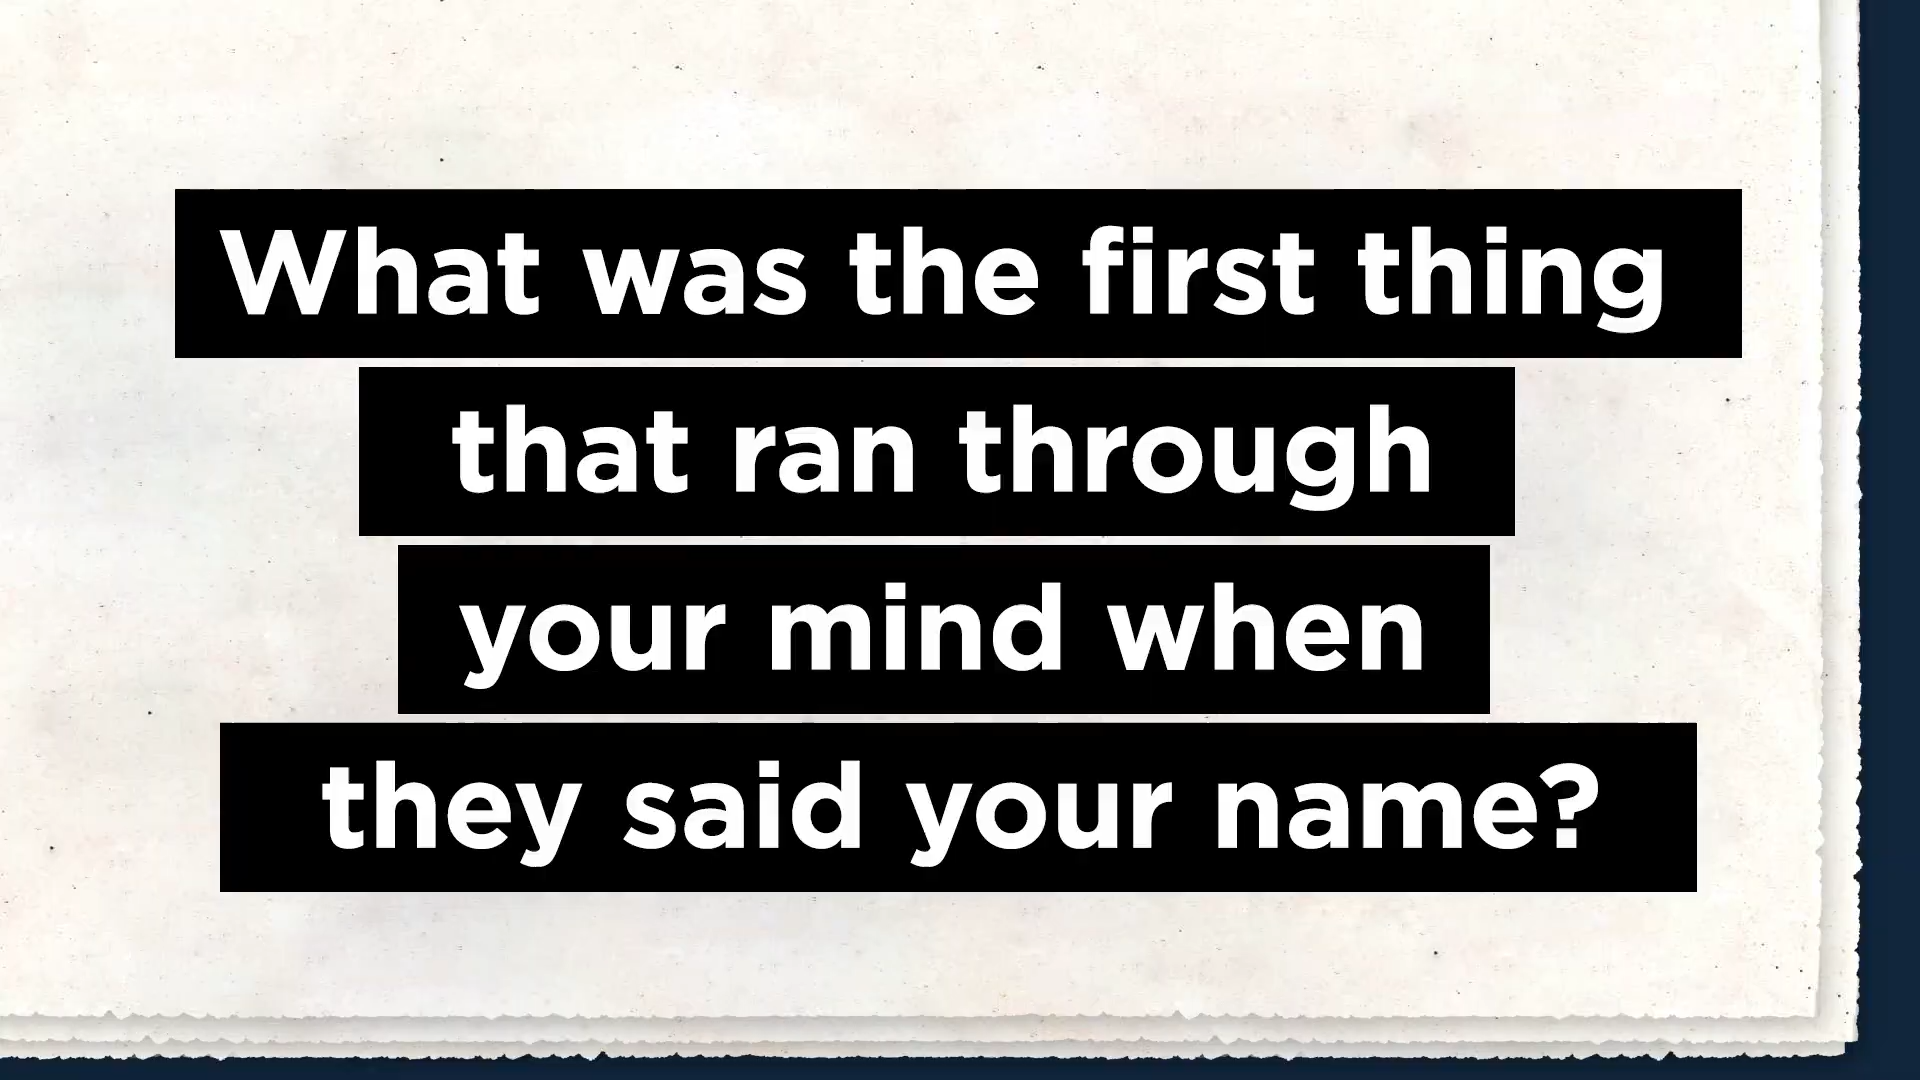 What was the first thing
that ran through
your mind when
they said your name?